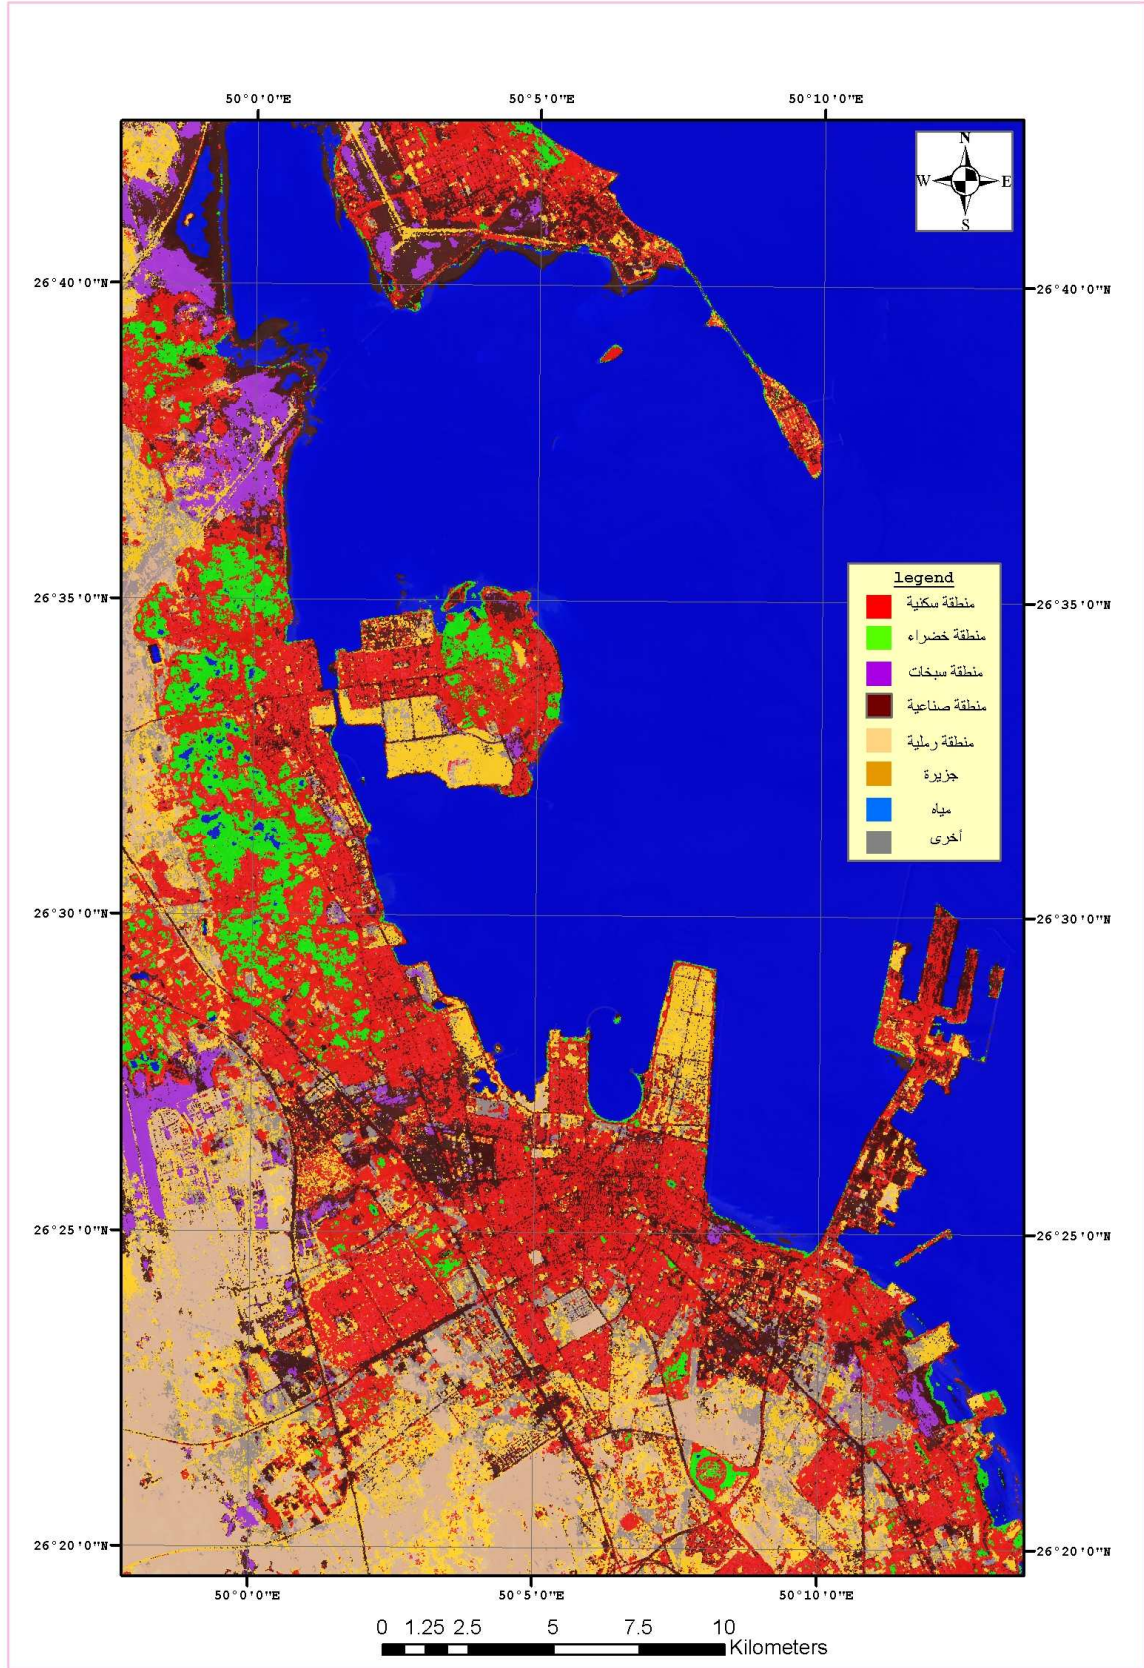 50°0'0"E 50°5'0"E 50°10'0"E
N
W E
S
26°40'0"N 26°40'0"N
26°35'0"N 26°35'0"N
legend
منطقة سكنية
منطقة خضراء
منطقة سبخات
منطقة صناعية
منطقة رملية
جزيرة
مياه
أخرى
26°30'0"N 26°30'0"N
26°25'0"N 26°25'0"N
26°20'0"N 26°20'0"N
50°0'0"E 50°5'0"E 50°10'0"E
0 1.25 2.5 5 7.5 10
Kilometers